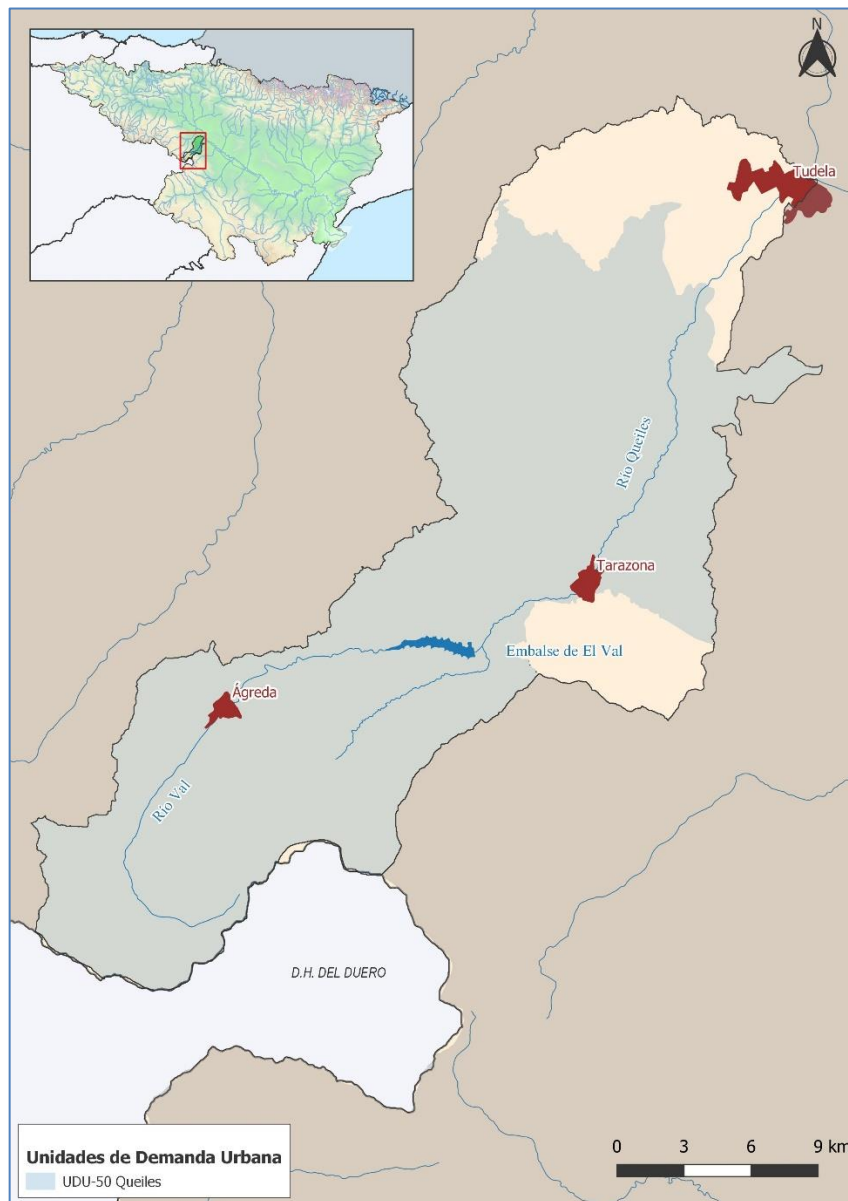 N
Tudela
Río Queiles
Tarazona
Embalse de El Val
Ágreda
Río Val
D.H. DEL DUERO
Unidades de Demanda Urbana
UDU-50 Queiles
0 3 6 9 km